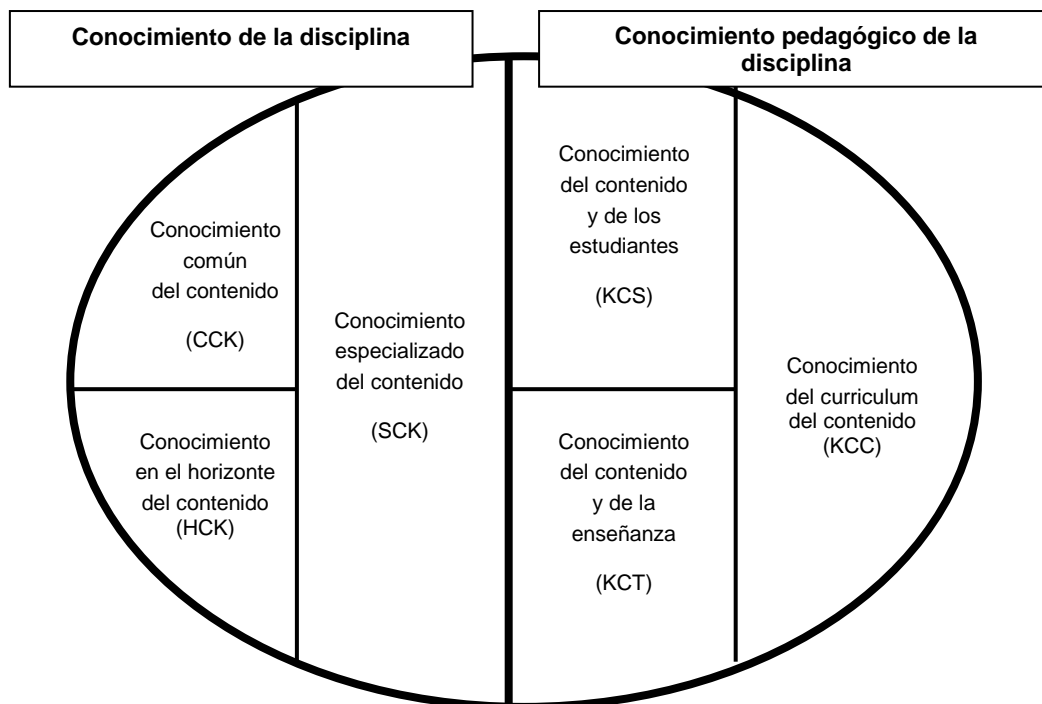 Conocimiento de la disciplina
Conocimiento pedagógico de la
disciplina
Conocimiento
común
del contenido
(CCK)
Conocimiento
en el horizonte
del contenido
(HCK)
Conocimiento
especializado
del contenido
(SCK)
Conocimiento
del contenido
y de los
estudiantes
(KCS)
Conocimiento
del contenido
y de la
enseñanza
(KCT)
Conocimiento
del curriculum
del contenido
(KCC)